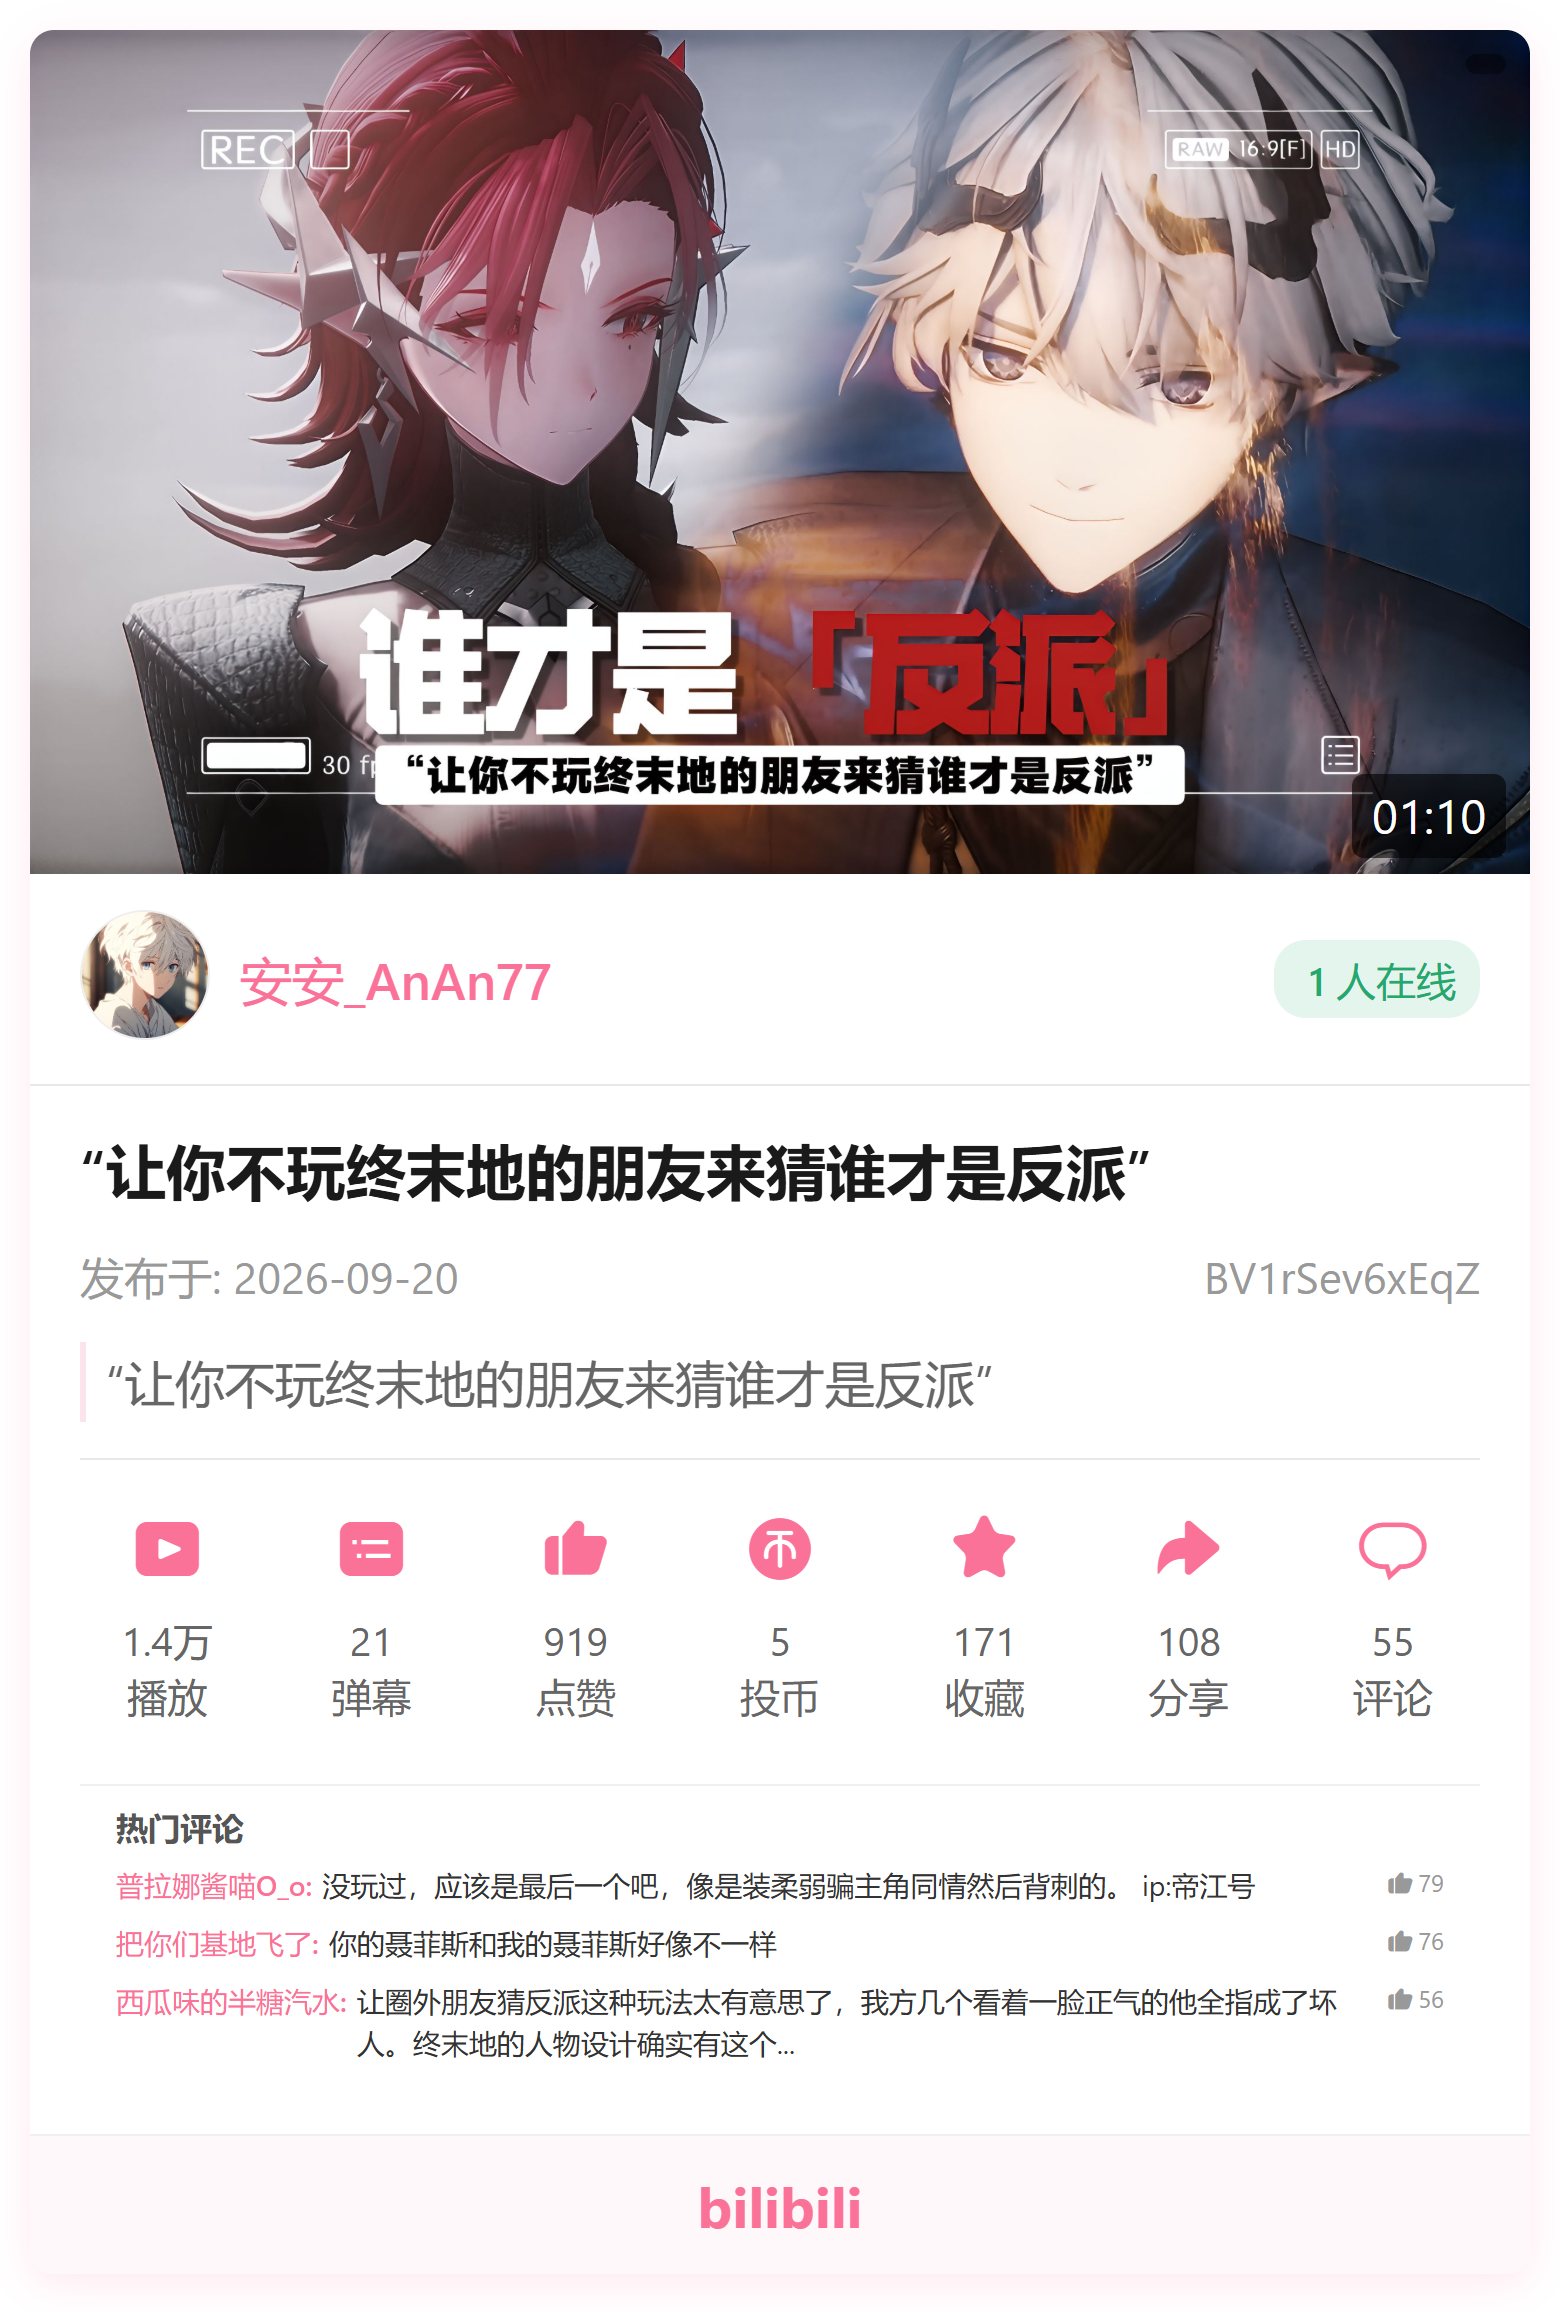 REC
RAW 16:9[F] HD
谁才是「反派」
30 fp
“让你不玩终末地的朋友来猜谁才是反派”
01:10
安安_AnAn77
1 人在线
“让你不玩终末地的朋友来猜谁才是反派”
发布于: 2026-09-20
BV1rSev6xEqZ
“让你不玩终末地的朋友来猜谁才是反派”
1.4万 21 919 5 171 108 55
播放 弹幕 点赞 投币 收藏 分享 评论
热门评论
普拉娜酱喵O_o: 没玩过，应该是最后一个吧，像是装柔弱骗主角同情然后背刺的。 ip:帝江号 79
把你们基地飞了: 你的聂菲斯和我的聂菲斯好像不一样 76
西瓜味的半糖汽水: 让圈外朋友猜反派这种玩法太有意思了，我方几个看着一脸正气的他全指成了坏 56
人。终末地的人物设计确实有这个...
bilibili